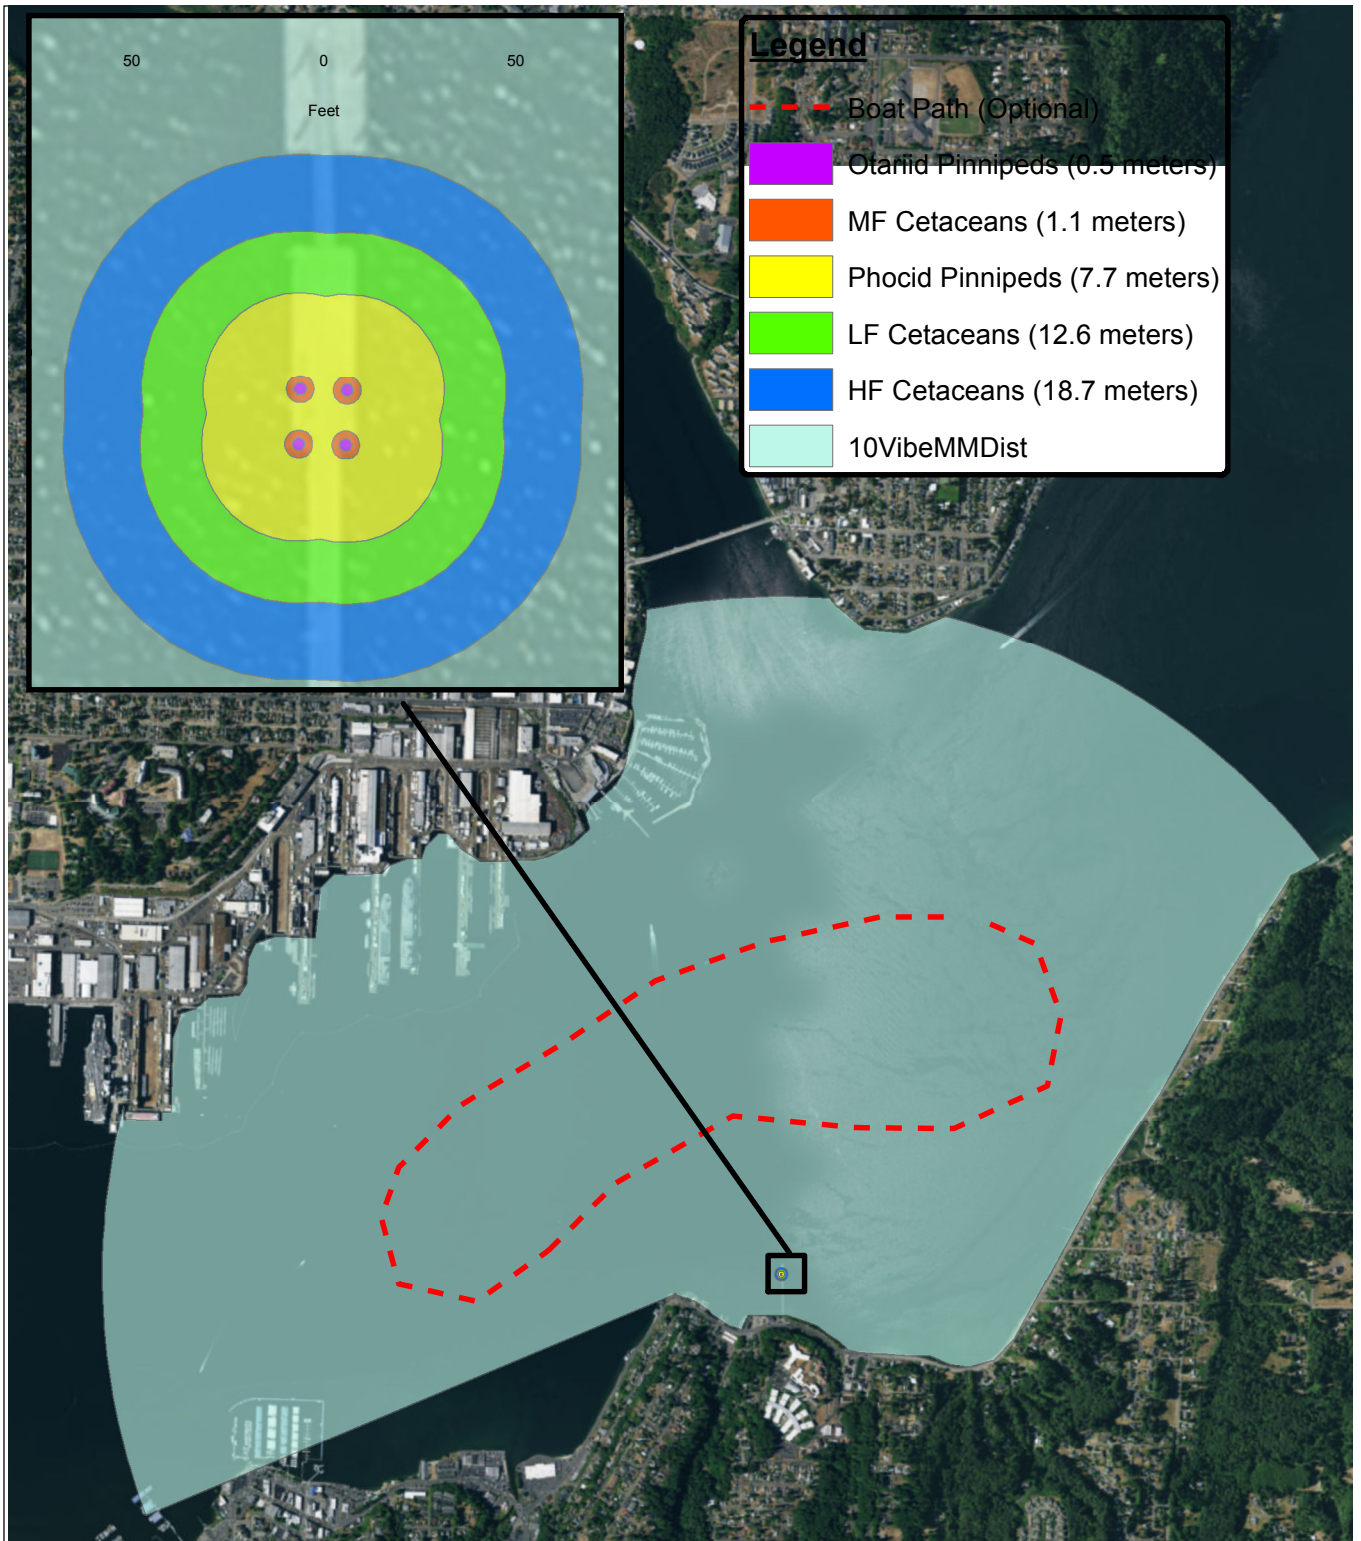 50 0 50
Feet
Legend
Boat Path (Optional)
Otariid Pinnipeds (0.5 meters)
MF Cetaceans (1.1 meters)
Phocid Pinnipeds (7.7 meters)
LF Cetaceans (12.6 meters)
HF Cetaceans (18.7 meters)
10VibeMMDist